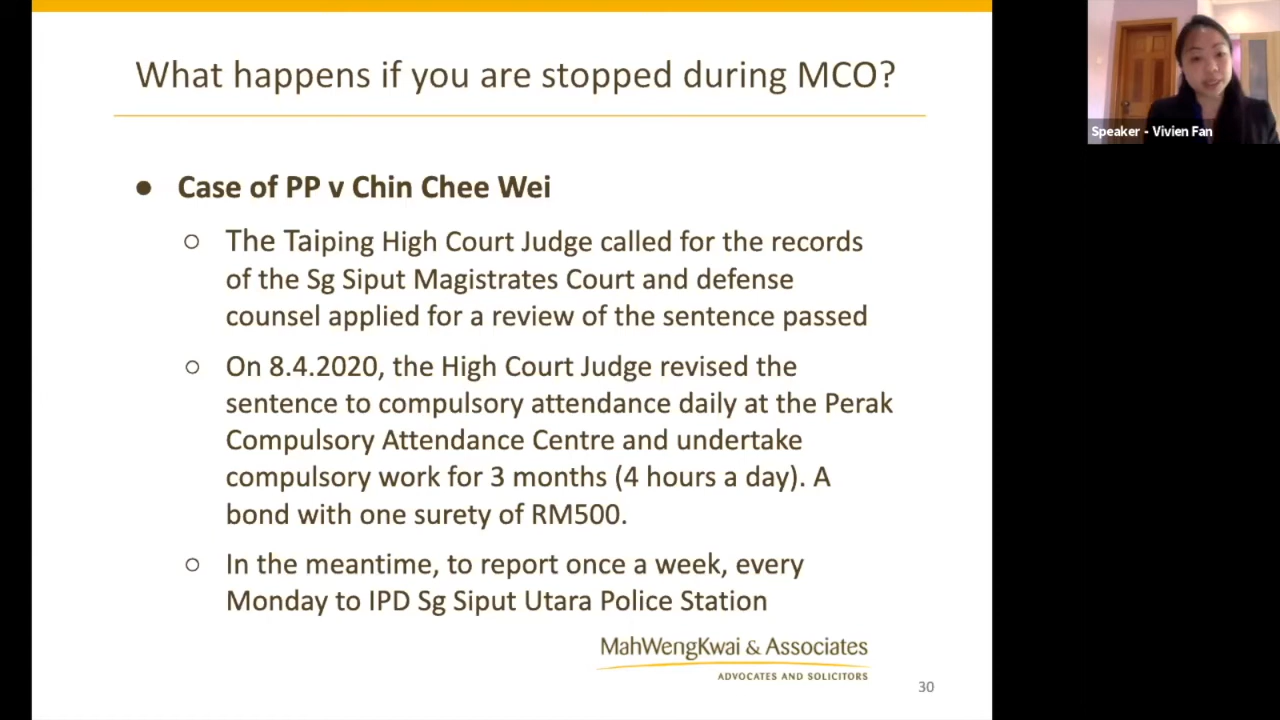 What happens if you are stopped during MCO?
Speaker - Vivien Fan
● Case of PP v Chin Chee Wei
○ The Taiping High Court Judge called for the records
of the Sg Siput Magistrates Court and defense
counsel applied for a review of the sentence passed
○ On 8.4.2020, the High Court Judge revised the
sentence to compulsory attendance daily at the Perak
Compulsory Attendance Centre and undertake
compulsory work for 3 months (4 hours a day). A
bond with one surety of RM500.
○ In the meantime, to report once a week, every
Monday to IPD Sg Siput Utara Police Station
MahWengKwai & Associates
ADVOCATES AND SOLICITORS
30